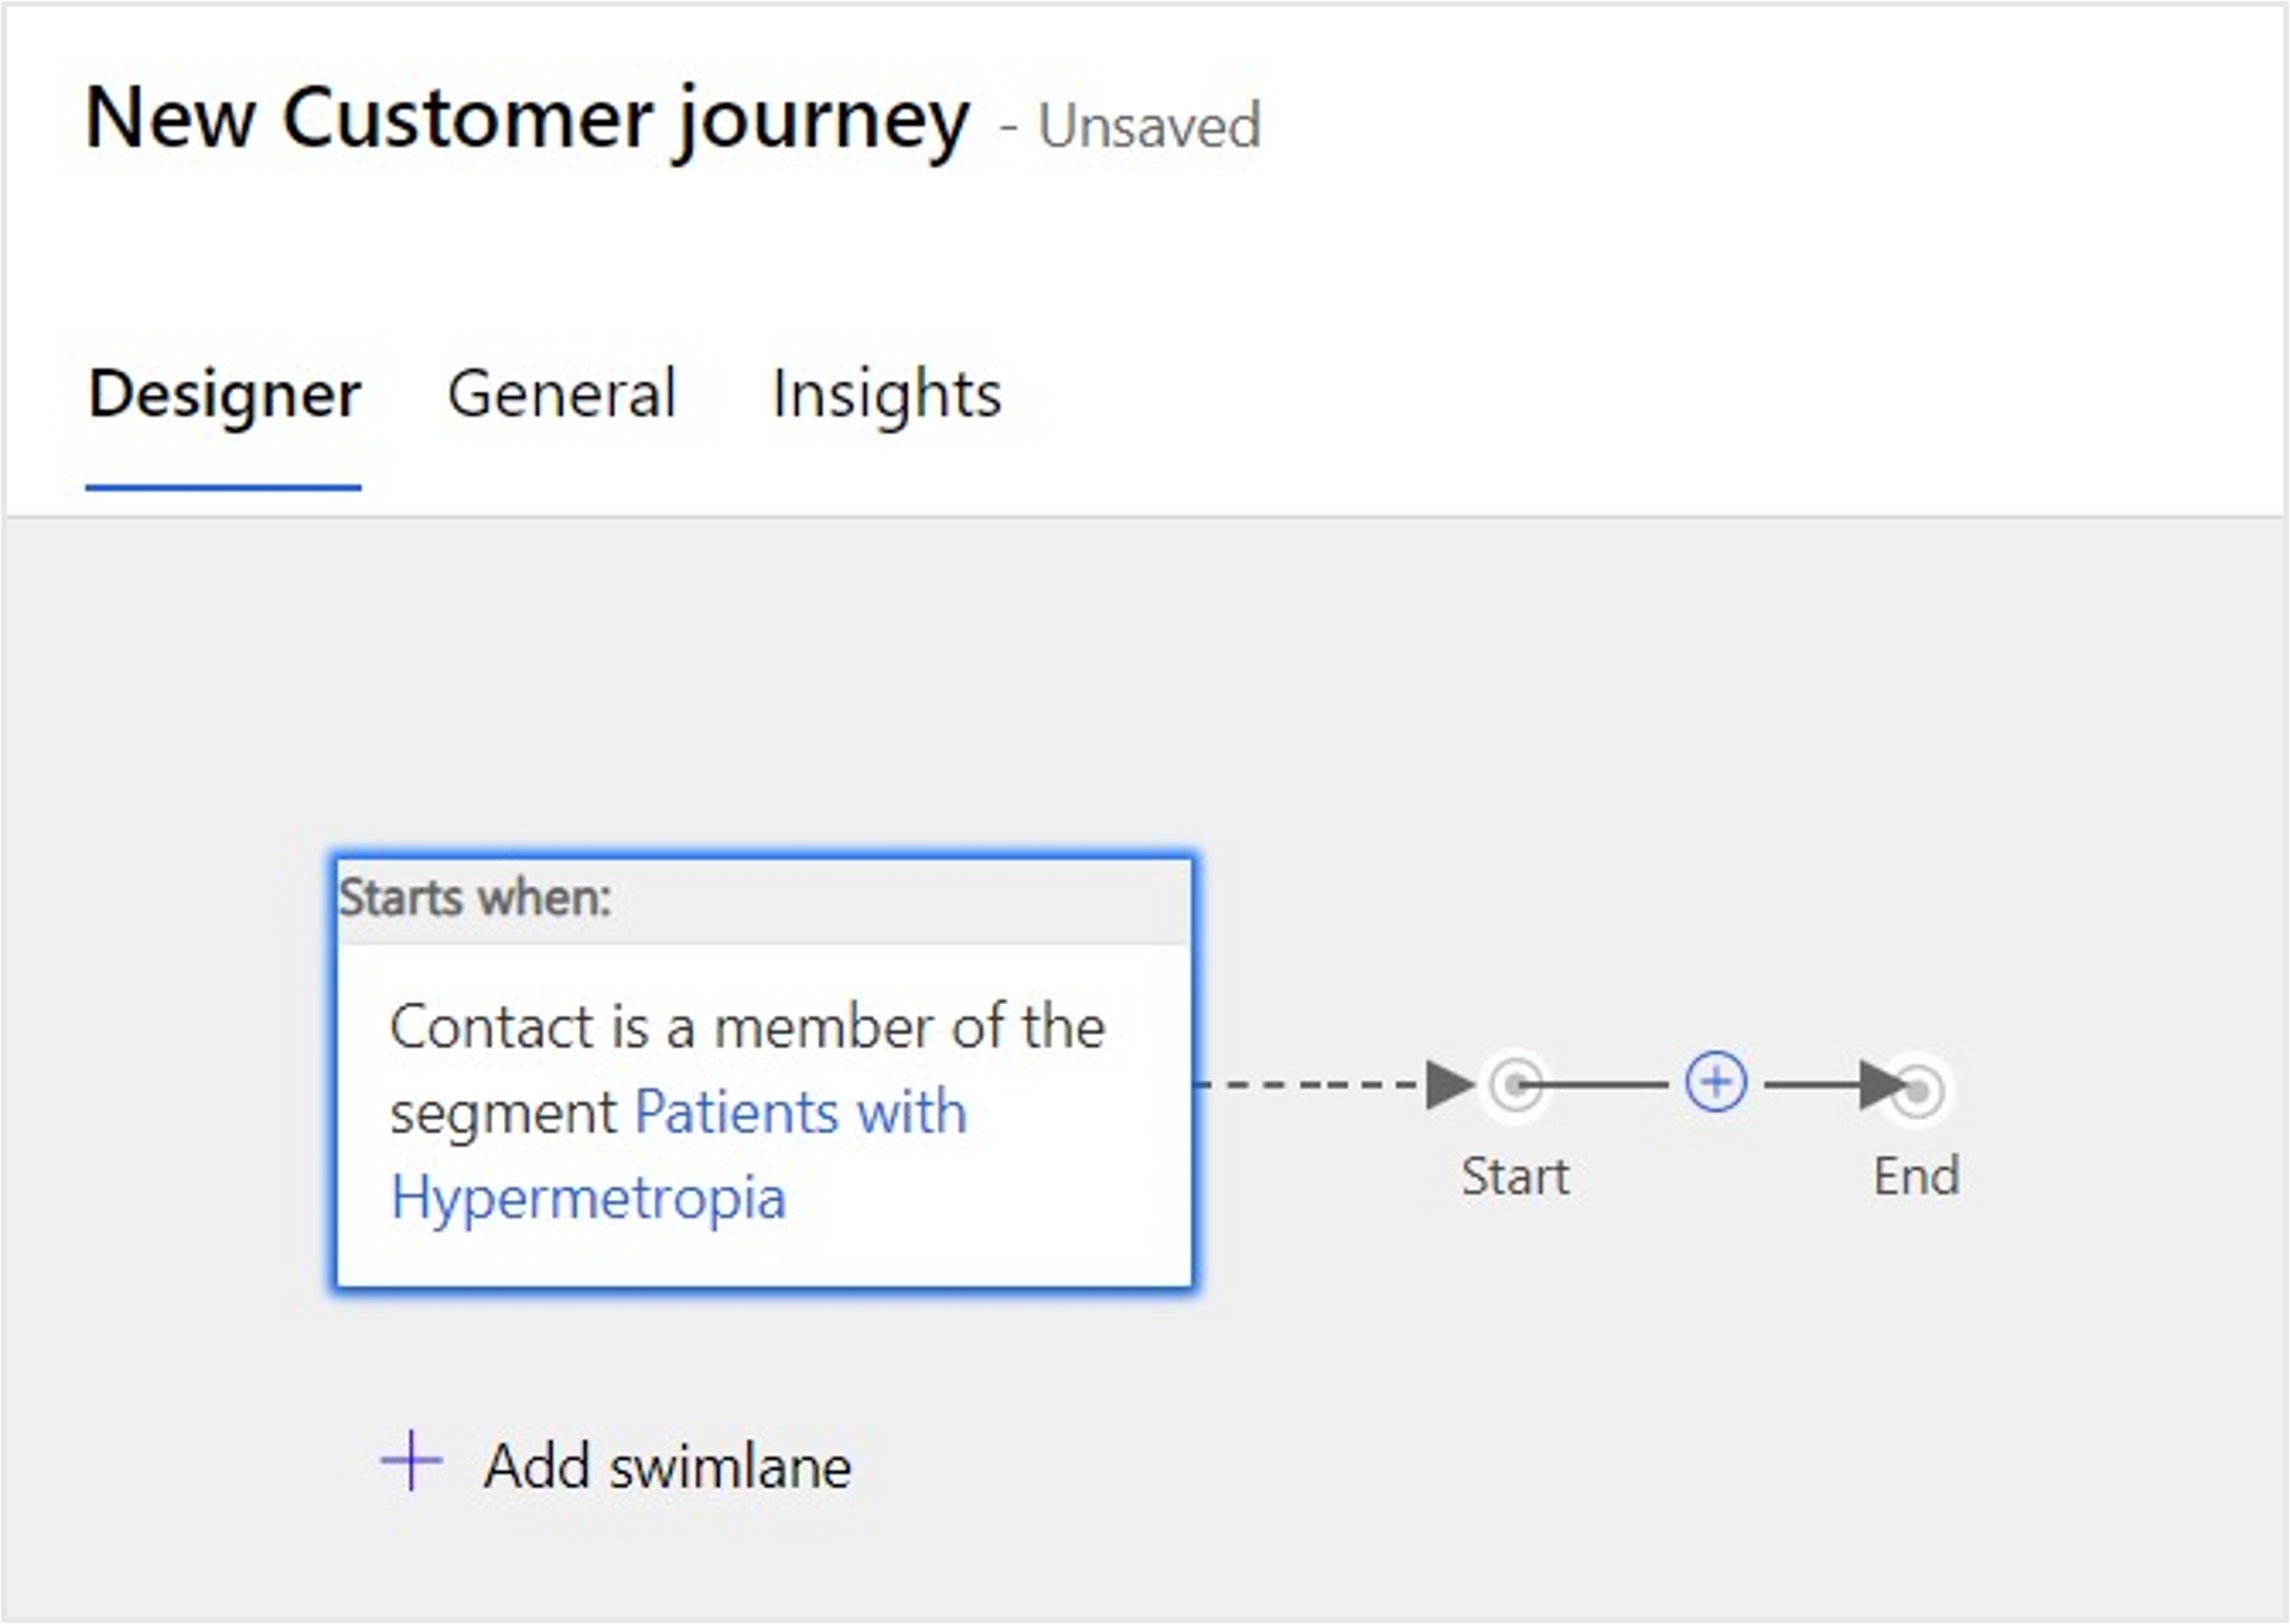 New Customer journey - Unsaved
Designer General Insights
Starts when:
Contact is a member of the
segment Patients with
Hypermetropia
Start
End
Add swimlane